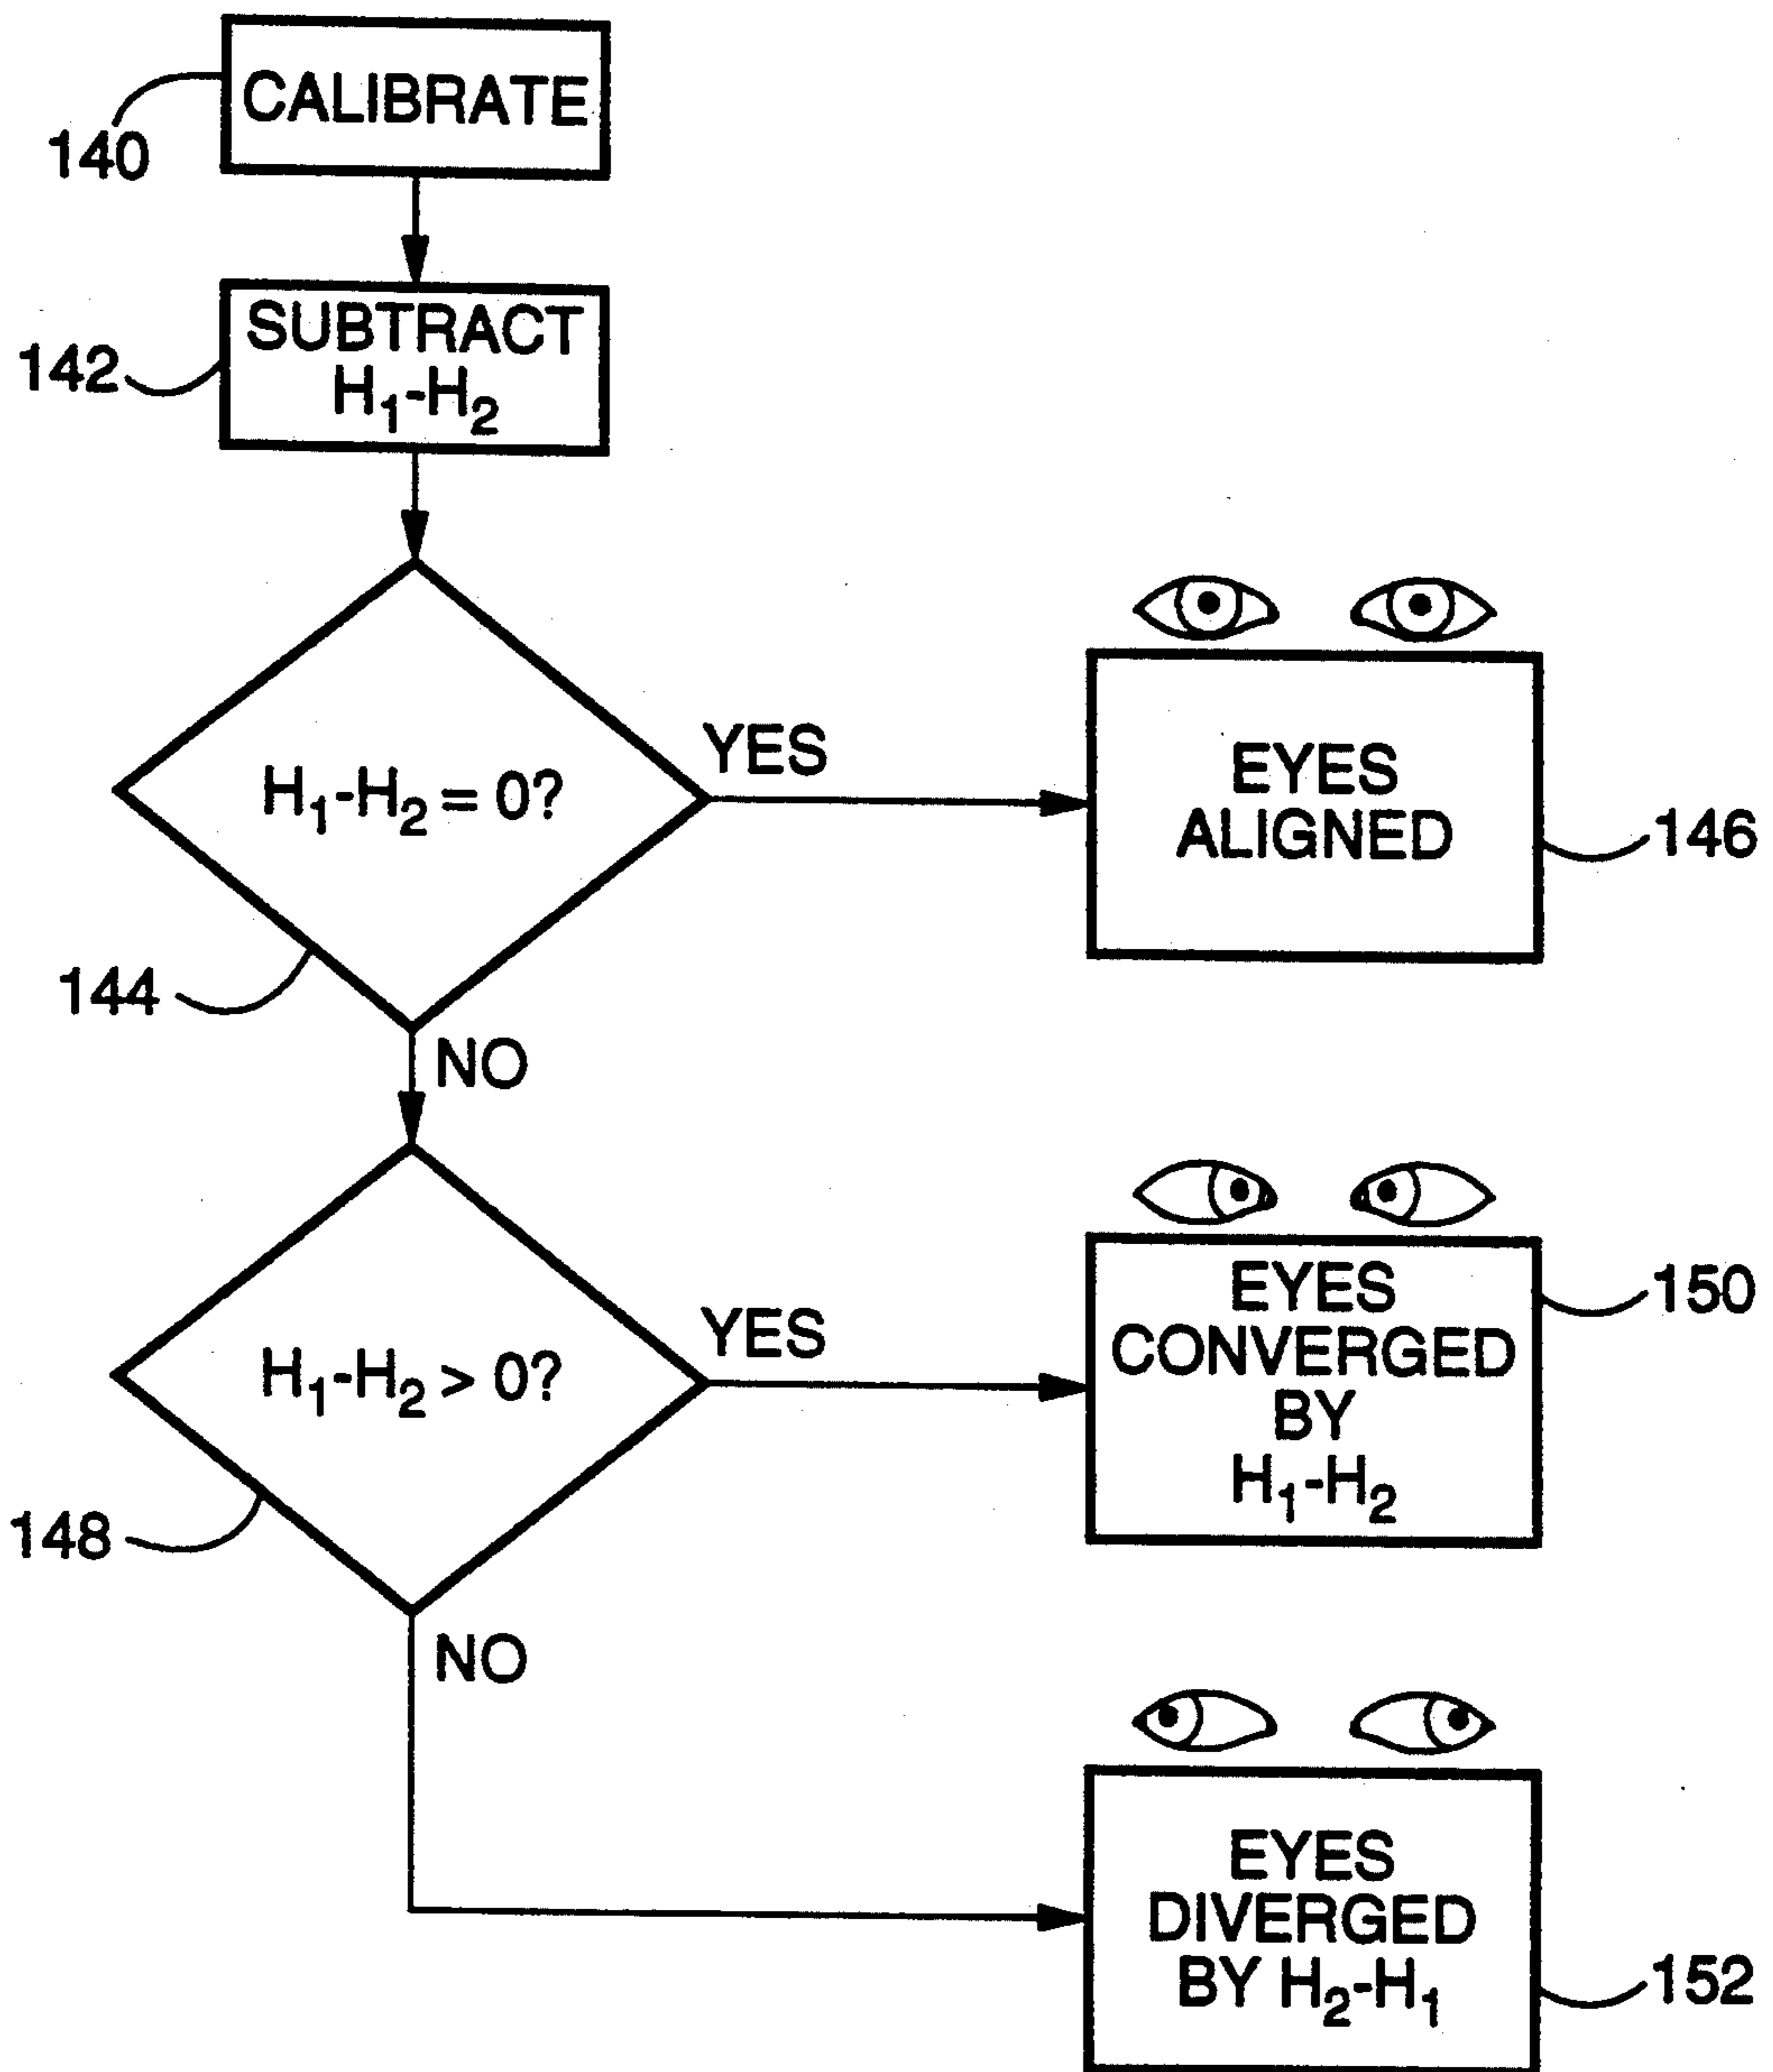 CALIBRATE
140
SUBTRACT
H₁-H₂
142
H₁-H₂ = 0?
YES
144
NO
EYES
ALIGNED
146
H₁-H₂ > 0?
YES
148
NO
EYES
CONVERGED
BY
H₁-H₂
150
EYES
DIVERGED
BY H₂-H₁
152